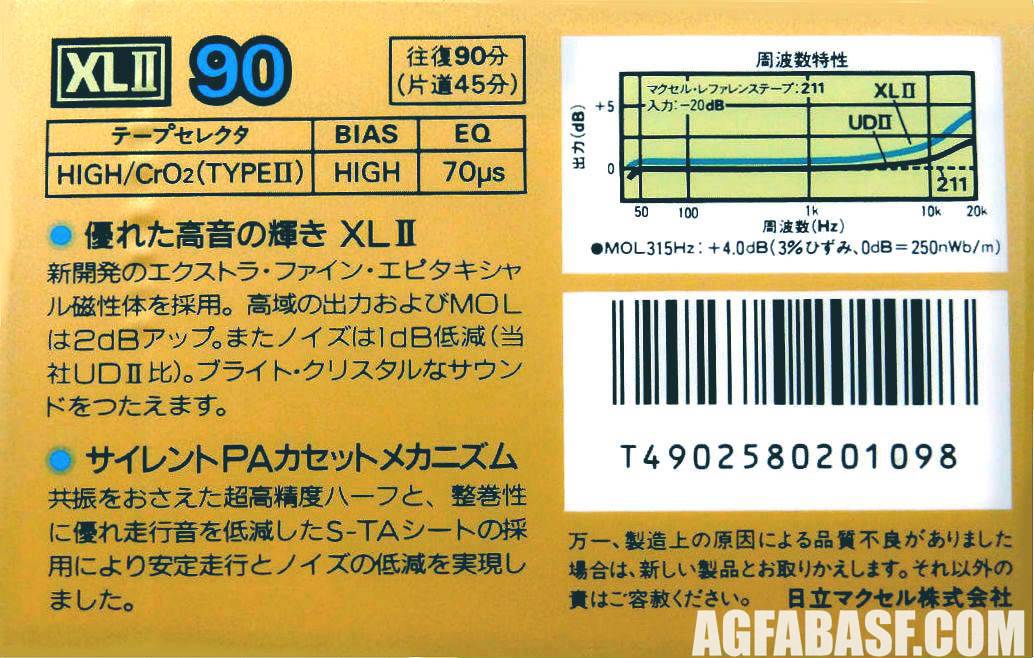 XLⅡ 90 往復90分
(片道45分)
テープセレクタ BIAS EQ
HIGH/CrO2(TYPEⅡ) HIGH 70μs
優れた高音の輝き XLⅡ
新開発のエクストラ・ファイン・エピタキシャ
ル磁性体を採用。高域の出力およびMOL
は2dBアップ。またノイズは1dB低減(当
社UDⅡ比)。ブライト・クリスタルなサウン
ドをつたえます。
サイレントPAカセットメカニズム
共振をおさえた超高精度ハーフと、整巻性
に優れ走行音を低減したS-TAシートの採
用により安定走行とノイズの低減を実現し
ました。
周波数特性
マクセル・レファレンステープ:211
入力:-20dB
XLⅡ
UDⅡ
211
出力(dB)
+5
0
50 100 1k 10k 20k
周波数(Hz)
●MOL315Hz:+4.0dB(3%ひずみ、0dB=250nWb/m)
T4902580201098
万一、製造上の原因による品質不良がありました
場合は、新しい製品とお取りかえします。それ以外の
責はご容赦ください。 日立マクセル株式会社
AGFABASF.COM